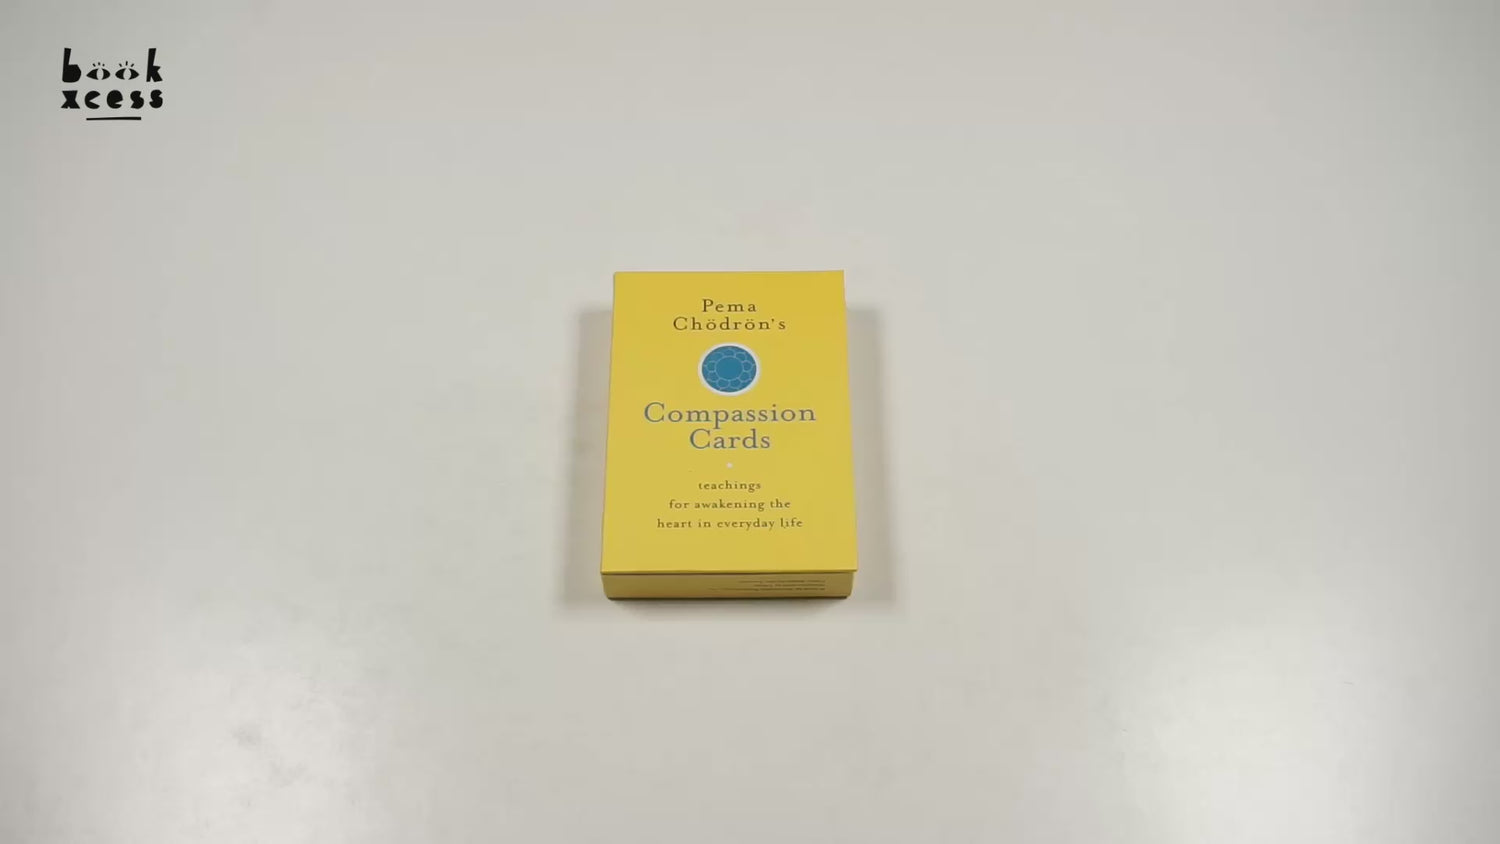 book
xcess
Pema
Chödrön's
Compassion
Cards
teachings
for awakening the
heart in everyday life